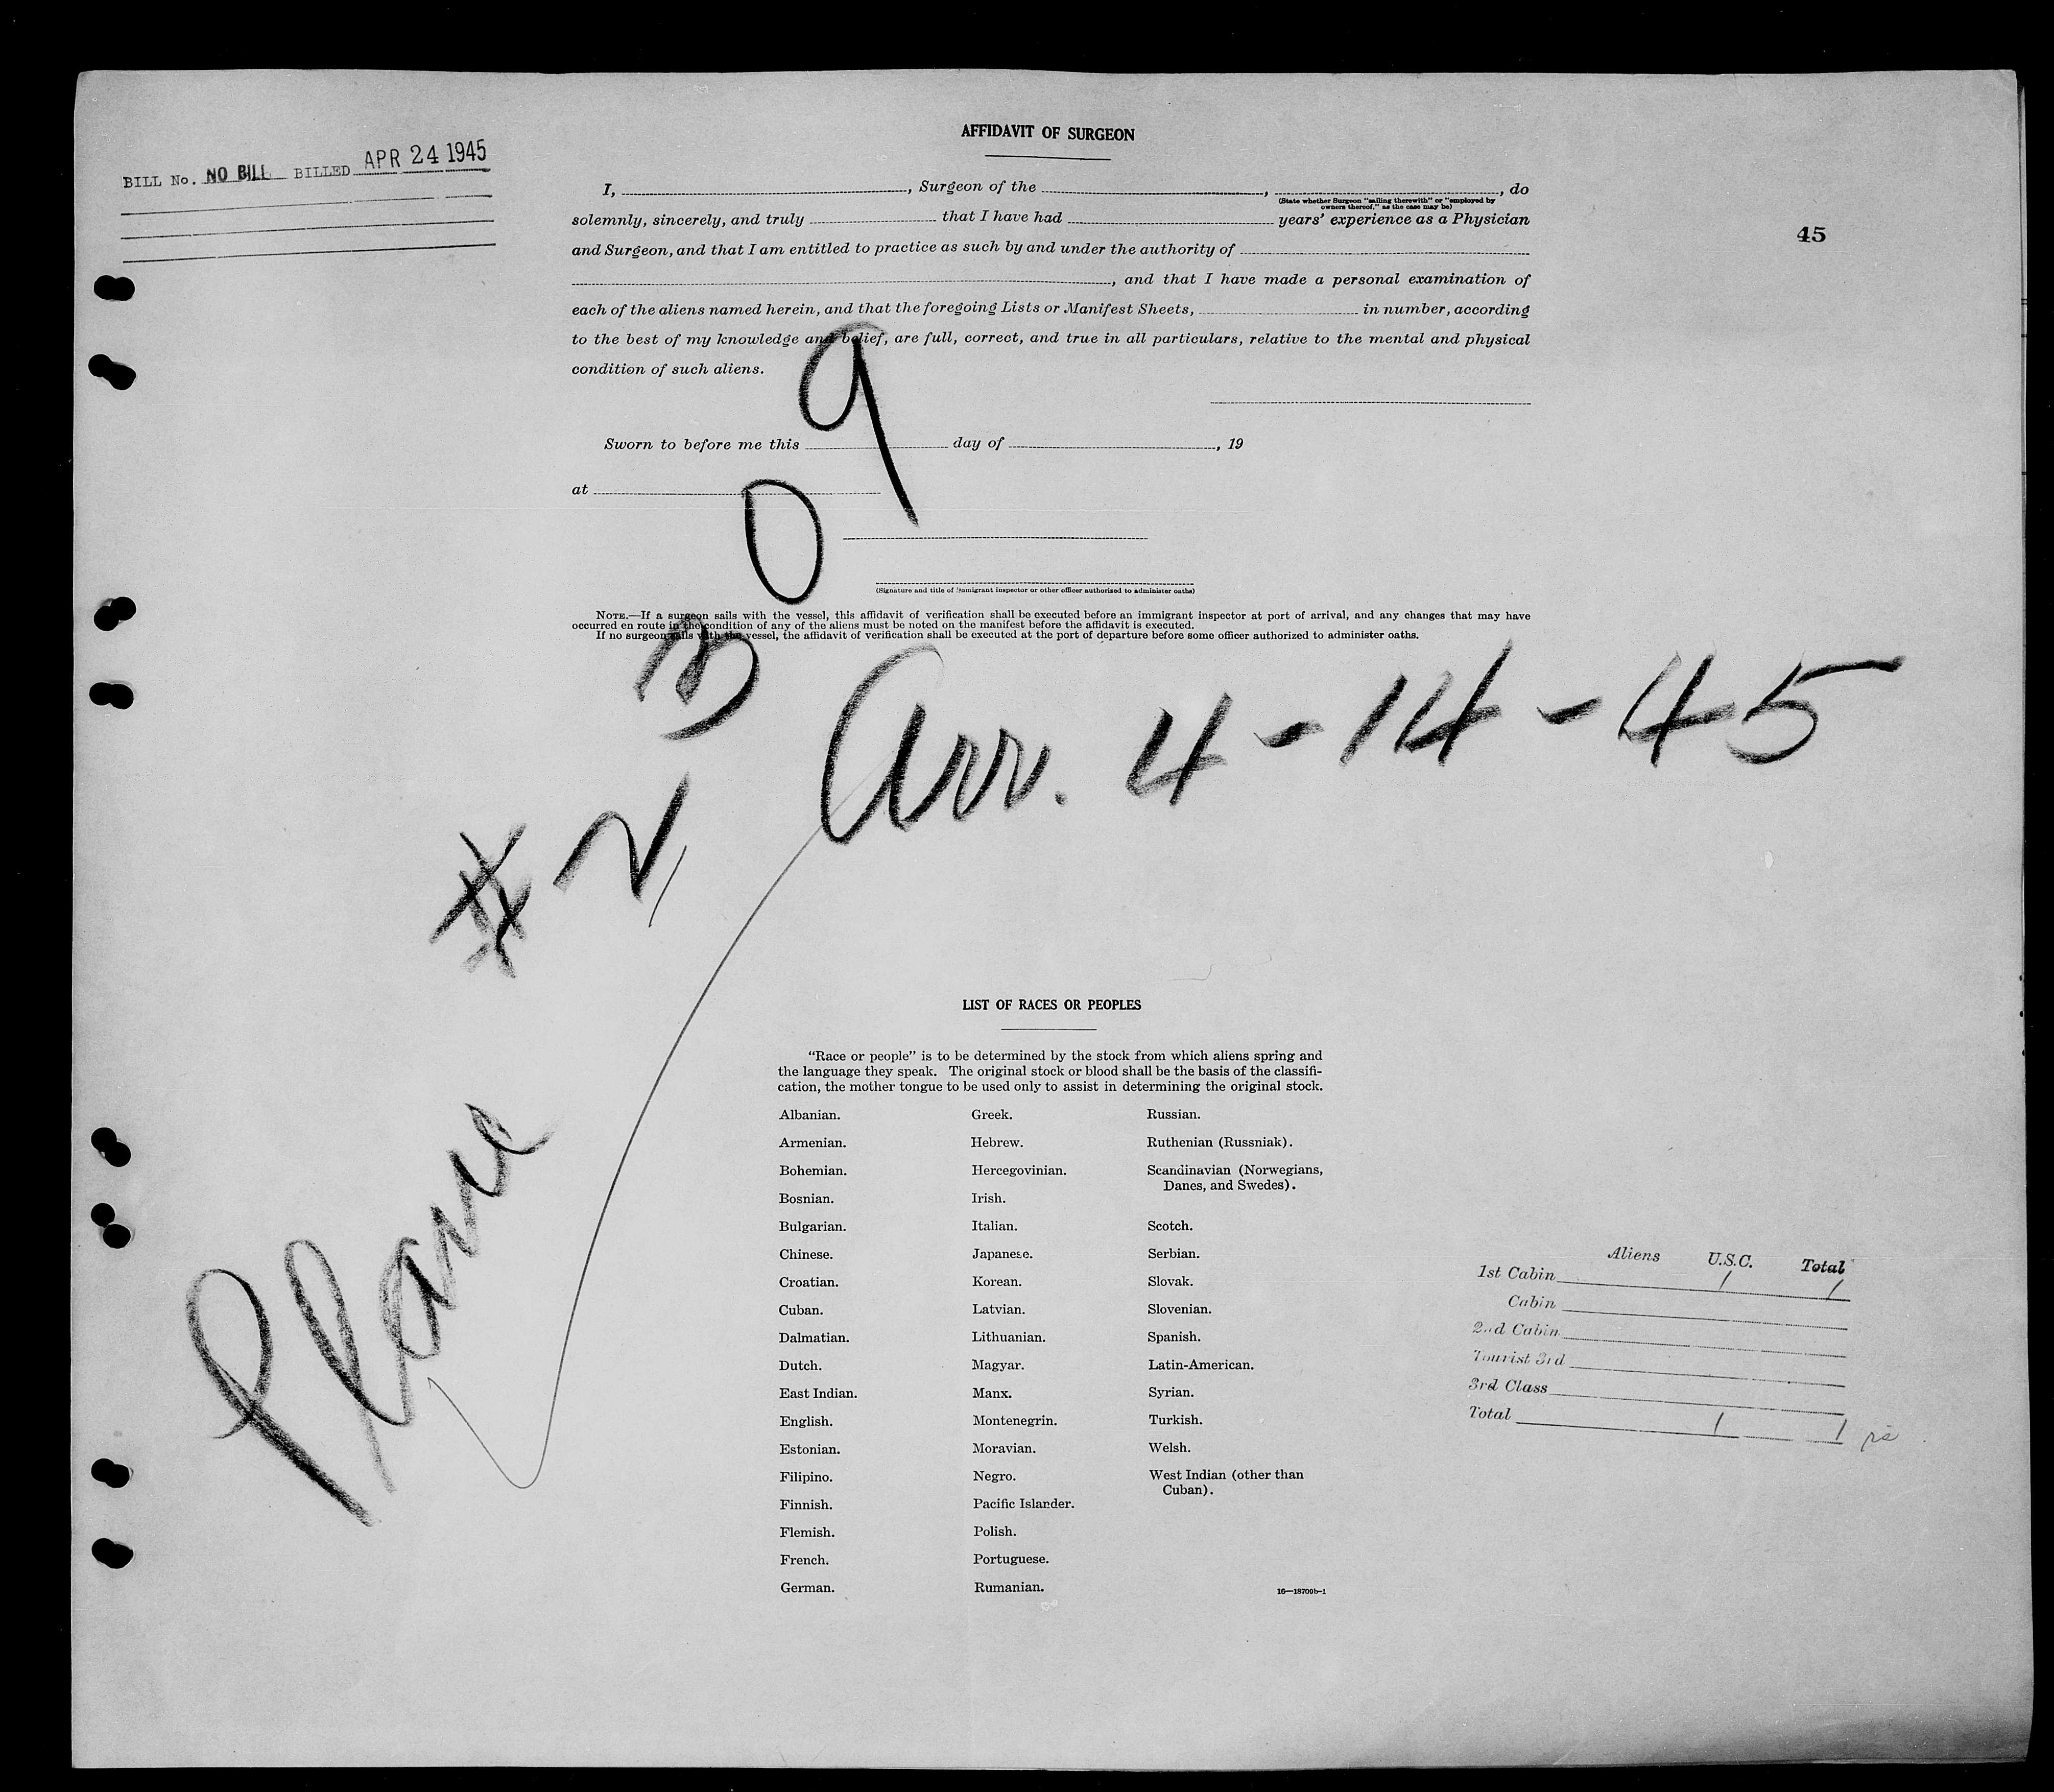 BILL No. NO BILL BILLED APR 24 1945
AFFIDAVIT OF SURGEON
I, , Surgeon of the , , do
(State whether Surgeon "sailing therewith" or "employed by
owners thereof," as the case may be)
solemnly, sincerely, and truly that I have had years' experience as a Physician
and Surgeon, and that I am entitled to practice as such by and under the authority of
, and that I have made a personal examination of
each of the aliens named herein, and that the foregoing Lists or Manifest Sheets, in number, according
to the best of my knowledge and belief, are full, correct, and true in all particulars, relative to the mental and physical
condition of such aliens.
45
Sworn to before me this day of , 19
at
(Signature and title of immigrant inspector or other officer authorized to administer oaths)
NOTE.—If a surgeon sails with the vessel, this affidavit of verification shall be executed before an immigrant inspector at port of arrival, and any changes that may have
occurred en route in the condition of any of the aliens must be noted on the manifest before the affidavit is executed.
If no surgeon sails with the vessel, the affidavit of verification shall be executed at the port of departure before some officer authorized to administer oaths.
Plane #2309
Arr. 4-14-45
LIST OF RACES OR PEOPLES
"Race or people" is to be determined by the stock from which aliens spring and
the language they speak. The original stock or blood shall be the basis of the classifi-
cation, the mother tongue to be used only to assist in determining the original stock.
Albanian.
Armenian.
Bohemian.
Bosnian.
Bulgarian.
Chinese.
Croatian.
Cuban.
Dalmatian.
Dutch.
East Indian.
English.
Estonian.
Filipino.
Finnish.
Flemish.
French.
German.
Greek.
Hebrew.
Hercegovinian.
Irish.
Italian.
Japanese.
Korean.
Latvian.
Lithuanian.
Magyar.
Manx.
Montenegrin.
Moravian.
Negro.
Pacific Islander.
Polish.
Portuguese.
Rumanian.
Russian.
Ruthenian (Russniak).
Scandinavian (Norwegians,
Danes, and Swedes).
Scotch.
Serbian.
Slovak.
Slovenian.
Spanish.
Latin-American.
Syrian.
Turkish.
Welsh.
West Indian (other than
Cuban).
16—18709b-1
Aliens U.S.C. Total
1st Cabin 1 1
Cabin
2nd Cabin
Tourist 3rd
3rd Class
Total 1 1